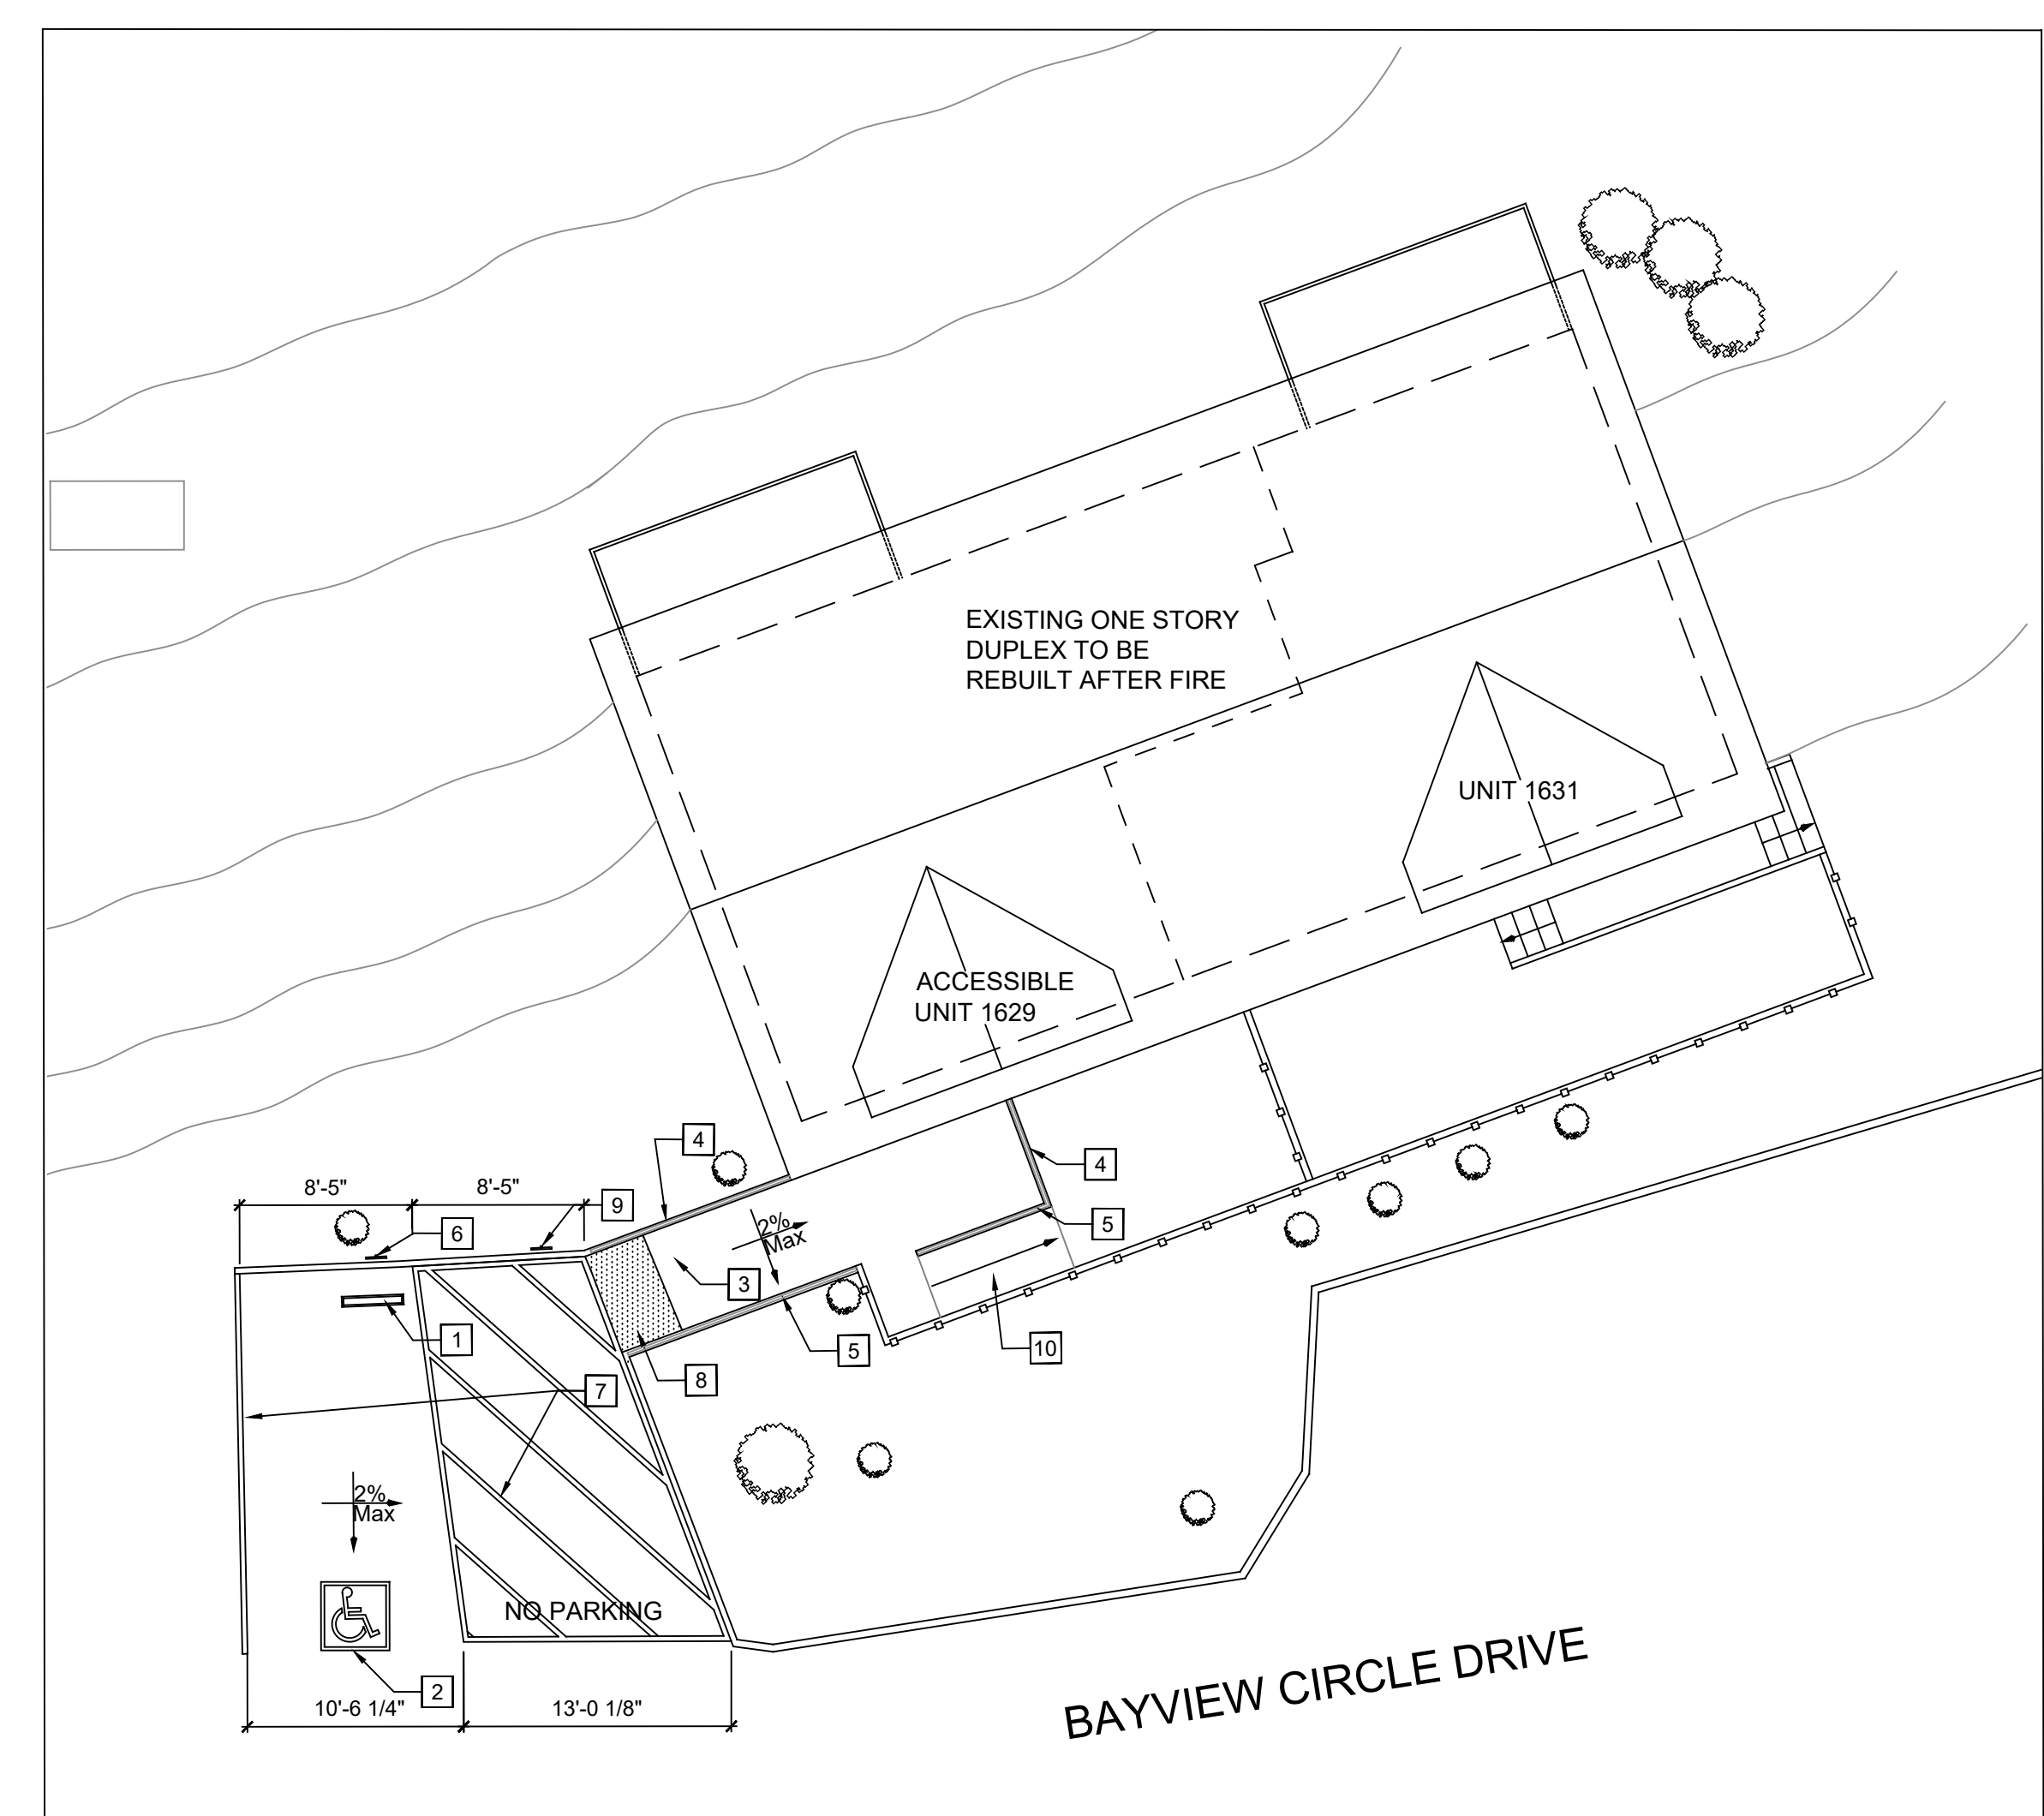 EXISTING ONE STORY
DUPLEX TO BE
REBUILT AFTER FIRE
UNIT 1631
ACCESSIBLE
UNIT 1629
4
4
8'-5"
8'-5"
9
6
5
2%
Max
3
1
5
10
8
7
2%
Max
NO PARKING
2
10'-6 1/4"
13'-0 1/8"
BAYVIEW CIRCLE DRIVE